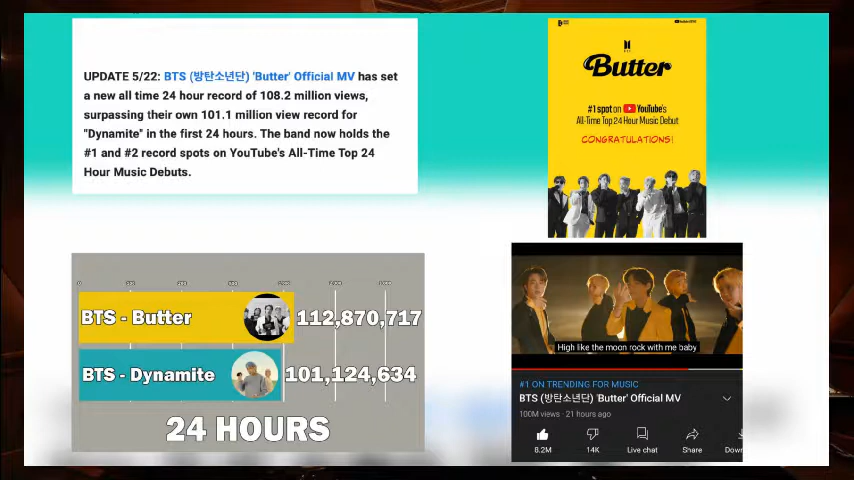 UPDATE 5/22: BTS (방탄소년단) 'Butter' Official MV has set
a new all time 24 hour record of 108.2 million views,
surpassing their own 101.1 million view record for
"Dynamite" in the first 24 hours. The band now holds the
#1 and #2 record spots on YouTube's All-Time Top 24
Hour Music Debuts.
BTS
Butter
#1 spot on YouTube's
All-Time Top 24 Hour Music Debut
CONGRATULATIONS!
BTS - Butter 112,870,717
BTS - Dynamite 101,124,634
24 HOURS
High like the moon rock with me baby
#1 ON TRENDING FOR MUSIC
BTS (방탄소년단) 'Butter' Official MV
100M views · 21 hours ago
8.2M 14K Live chat Share Down